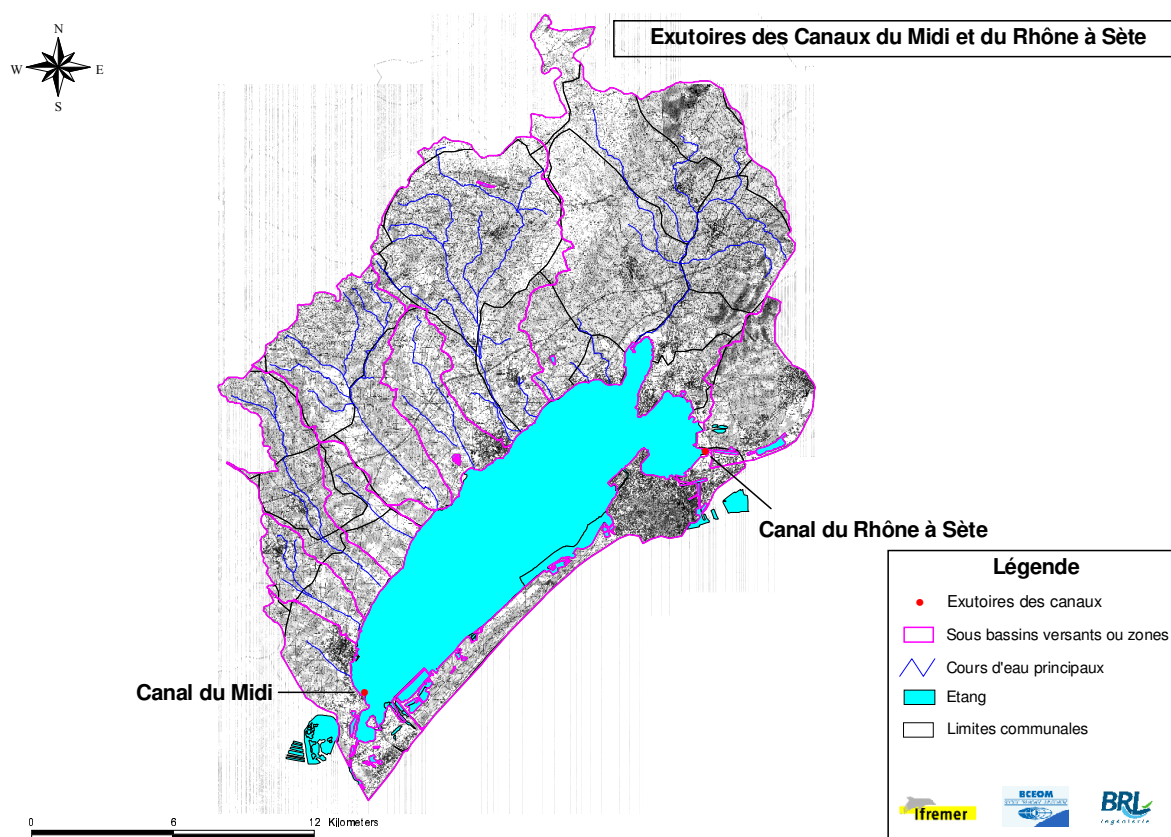 Exutoires des Canaux du Midi et du Rhône à Sète
N
W
E
S
Canal du Rhône à Sète
Canal du Midi
Légende
Exutoires des canaux
Sous bassins versants ou zones
Cours d'eau principaux
Etang
Limites communales
0 6 12 Kilometers
Ifremer
BCEOM
BRL
Ingénierie